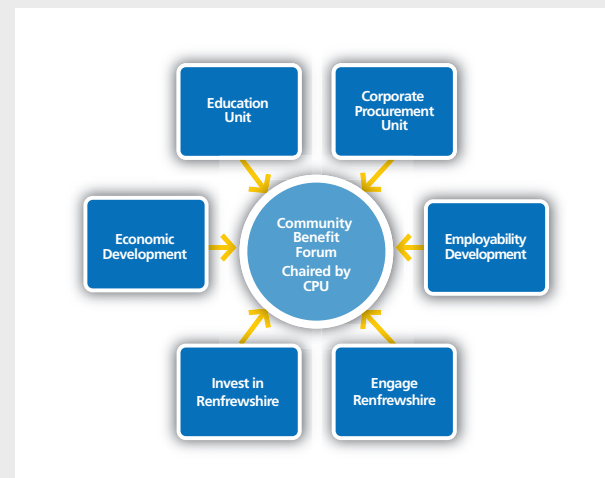 Education
Unit
Corporate
Procurement
Unit
Economic
Development
Community
Benefit
Forum
Chaired by
CPU
Employability
Development
Invest in
Renfrewshire
Engage
Renfrewshire